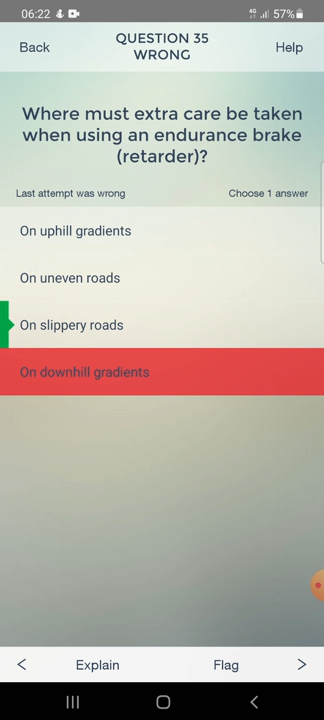 06:22 4G 57%
Back
QUESTION 35
WRONG
Help
Where must extra care be taken
when using an endurance brake
(retarder)?
Last attempt was wrong
Choose 1 answer
On uphill gradients
On uneven roads
On slippery roads
On downhill gradients
Explain
Flag